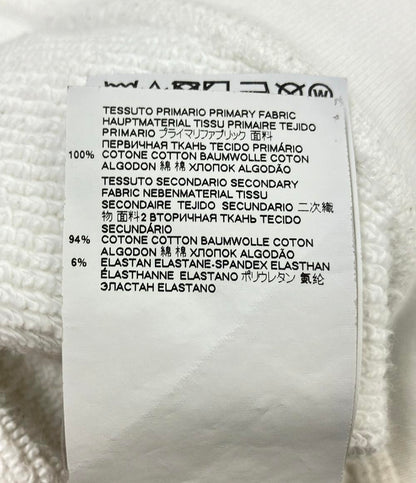 TESSUTO PRIMARIO PRIMARY FABRIC
HAUPTMATERIAL TISSU PRIMAIRE TEJIDO
PRIMARIO プライマリファブリック 面料
ПЕРВИЧНАЯ ТКАНЬ TECIDO PRIMÁRIO
100% COTONE COTTON BAUMWOLLE COTON
ALGODON 綿 棉 ХЛОПОК ALGODÃO
TESSUTO SECONDARIO SECONDARY
FABRIC NEBENMATERIAL TISSU
SECONDAIRE TEJIDO SECUNDARIO 二次織
物 面料2 ВТОРИЧНАЯ ТКАНЬ TECIDO
SECUNDÁRIO
94% COTONE COTTON BAUMWOLLE COTON
ALGODON 綿 棉 ХЛОПОК ALGODÃO
6% ELASTAN ELASTANE-SPANDEX ELASTHAN
ÉLASTHANNE ELASTANO ポリウレタン 氨纶
ЭЛАСТАН ELASTANO